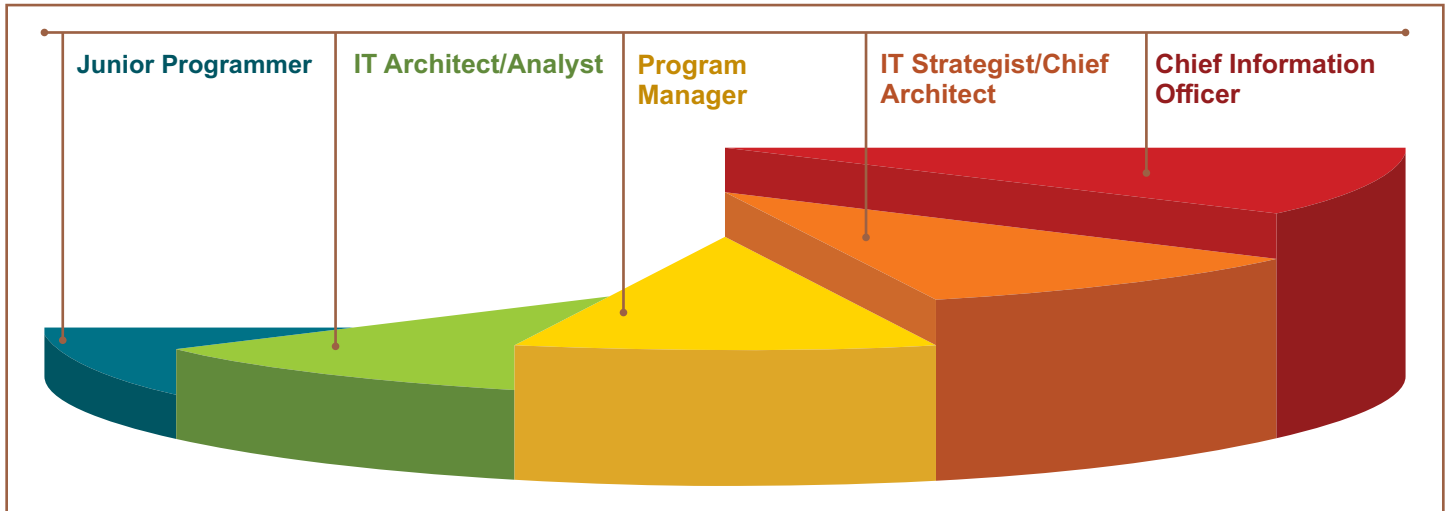 Junior Programmer
IT Architect/Analyst
Program
Manager
IT Strategist/Chief
Architect
Chief Information
Officer